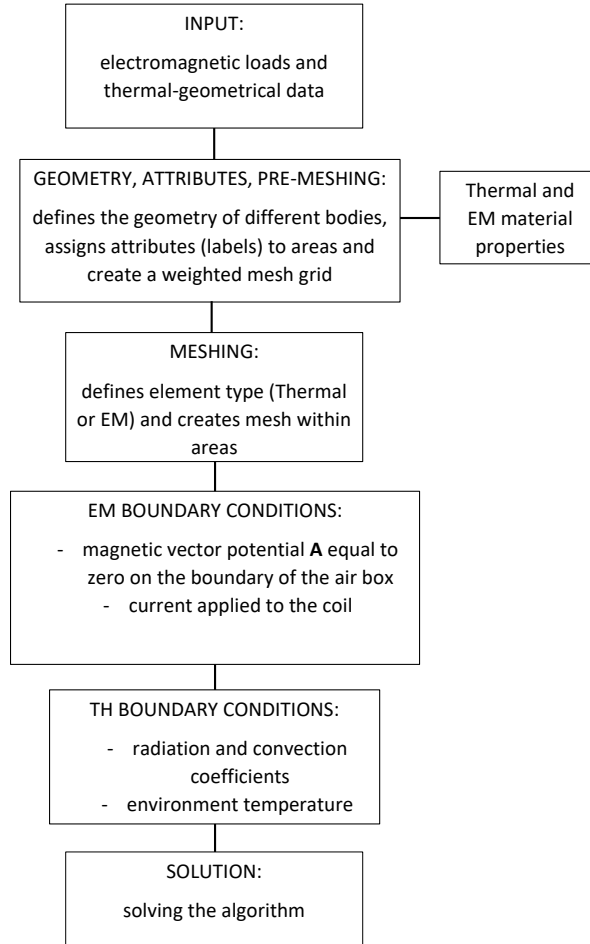 INPUT:
electromagnetic loads and
thermal-geometrical data
GEOMETRY, ATTRIBUTES, PRE-MESHING:
defines the geometry of different bodies,
assigns attributes (labels) to areas and
create a weighted mesh grid
Thermal and
EM material
properties
MESHING:
defines element type (Thermal
or EM) and creates mesh within
areas
EM BOUNDARY CONDITIONS:
- magnetic vector potential A equal to
zero on the boundary of the air box
- current applied to the coil
TH BOUNDARY CONDITIONS:
- radiation and convection
coefficients
- environment temperature
SOLUTION:
solving the algorithm